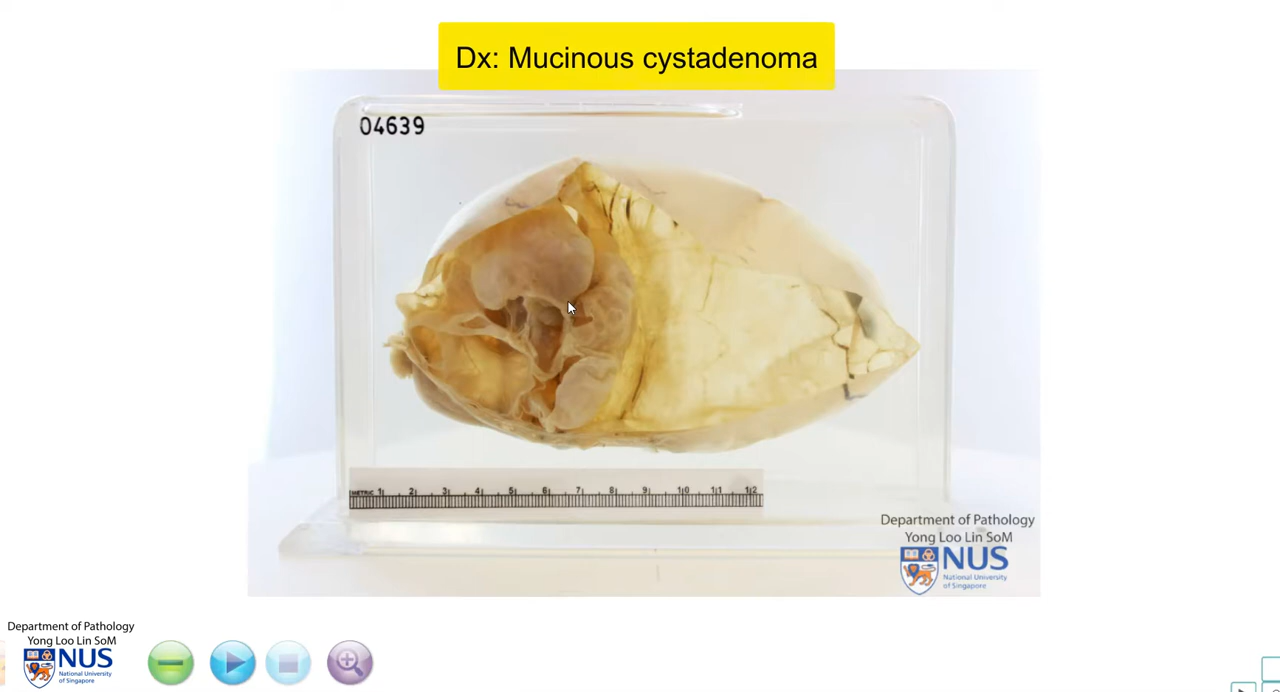 Dx: Mucinous cystadenoma
04639
METRIC 1 2 3 4 5 6 7 8 9 10 11 12
Department of Pathology
Yong Loo Lin SoM
NUS
National University
of Singapore
Department of Pathology
Yong Loo Lin SoM
NUS
National University
of Singapore